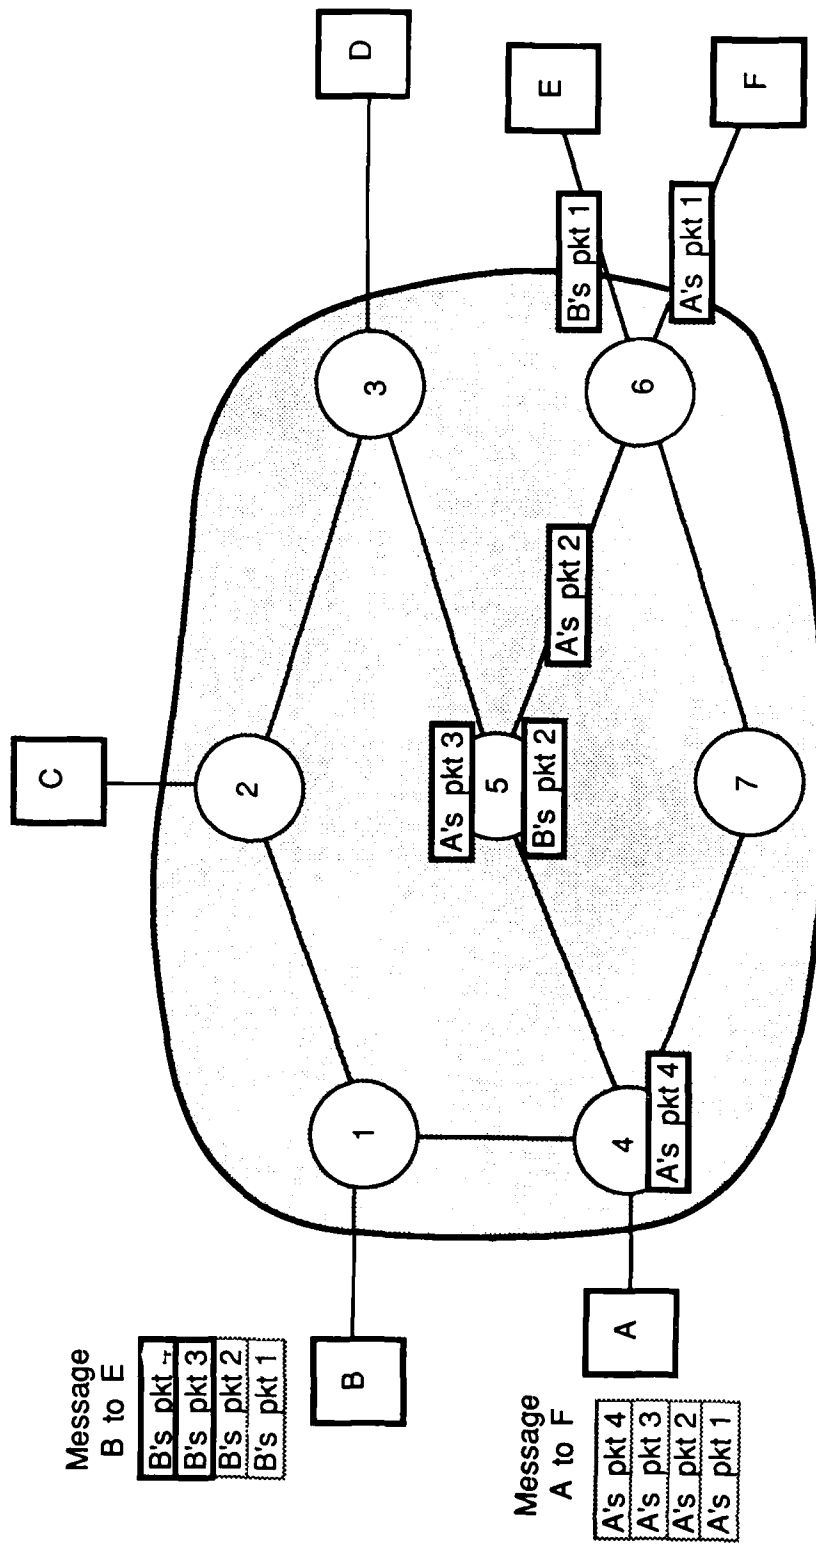 Message
B to E
B's pkt
B's pkt 3
B's pkt 2
B's pkt 1
C
D
B
1
2
3
A's pkt 3
5
B's pkt 2
A's pkt 2
B's pkt 1
E
Message
A to F
A's pkt 4
A's pkt 3
A's pkt 2
A's pkt 1
A
4
A's pkt 4
7
6
A's pkt 1
F